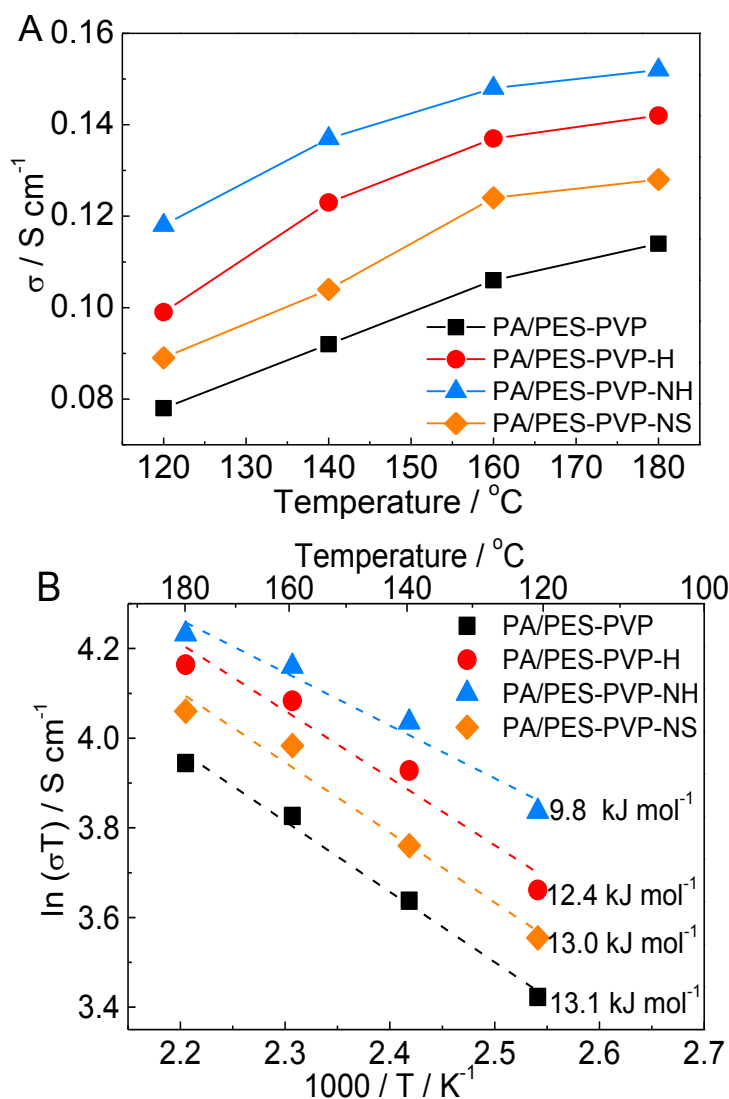 A
0.16
0.14
0.12
0.10
0.08
σ / S cm⁻¹
PA/PES-PVP
PA/PES-PVP-H
PA/PES-PVP-NH
PA/PES-PVP-NS
120 130 140 150 160 170 180
Temperature / °C
B
Temperature / °C
180 160 140 120 100
PA/PES-PVP
PA/PES-PVP-H
PA/PES-PVP-NH
PA/PES-PVP-NS
4.2
4.0
3.8
3.6
3.4
ln (σT) / S cm⁻¹
9.8 kJ mol⁻¹
12.4 kJ mol⁻¹
13.0 kJ mol⁻¹
13.1 kJ mol⁻¹
2.2 2.3 2.4 2.5 2.6 2.7
1000 / T / K⁻¹